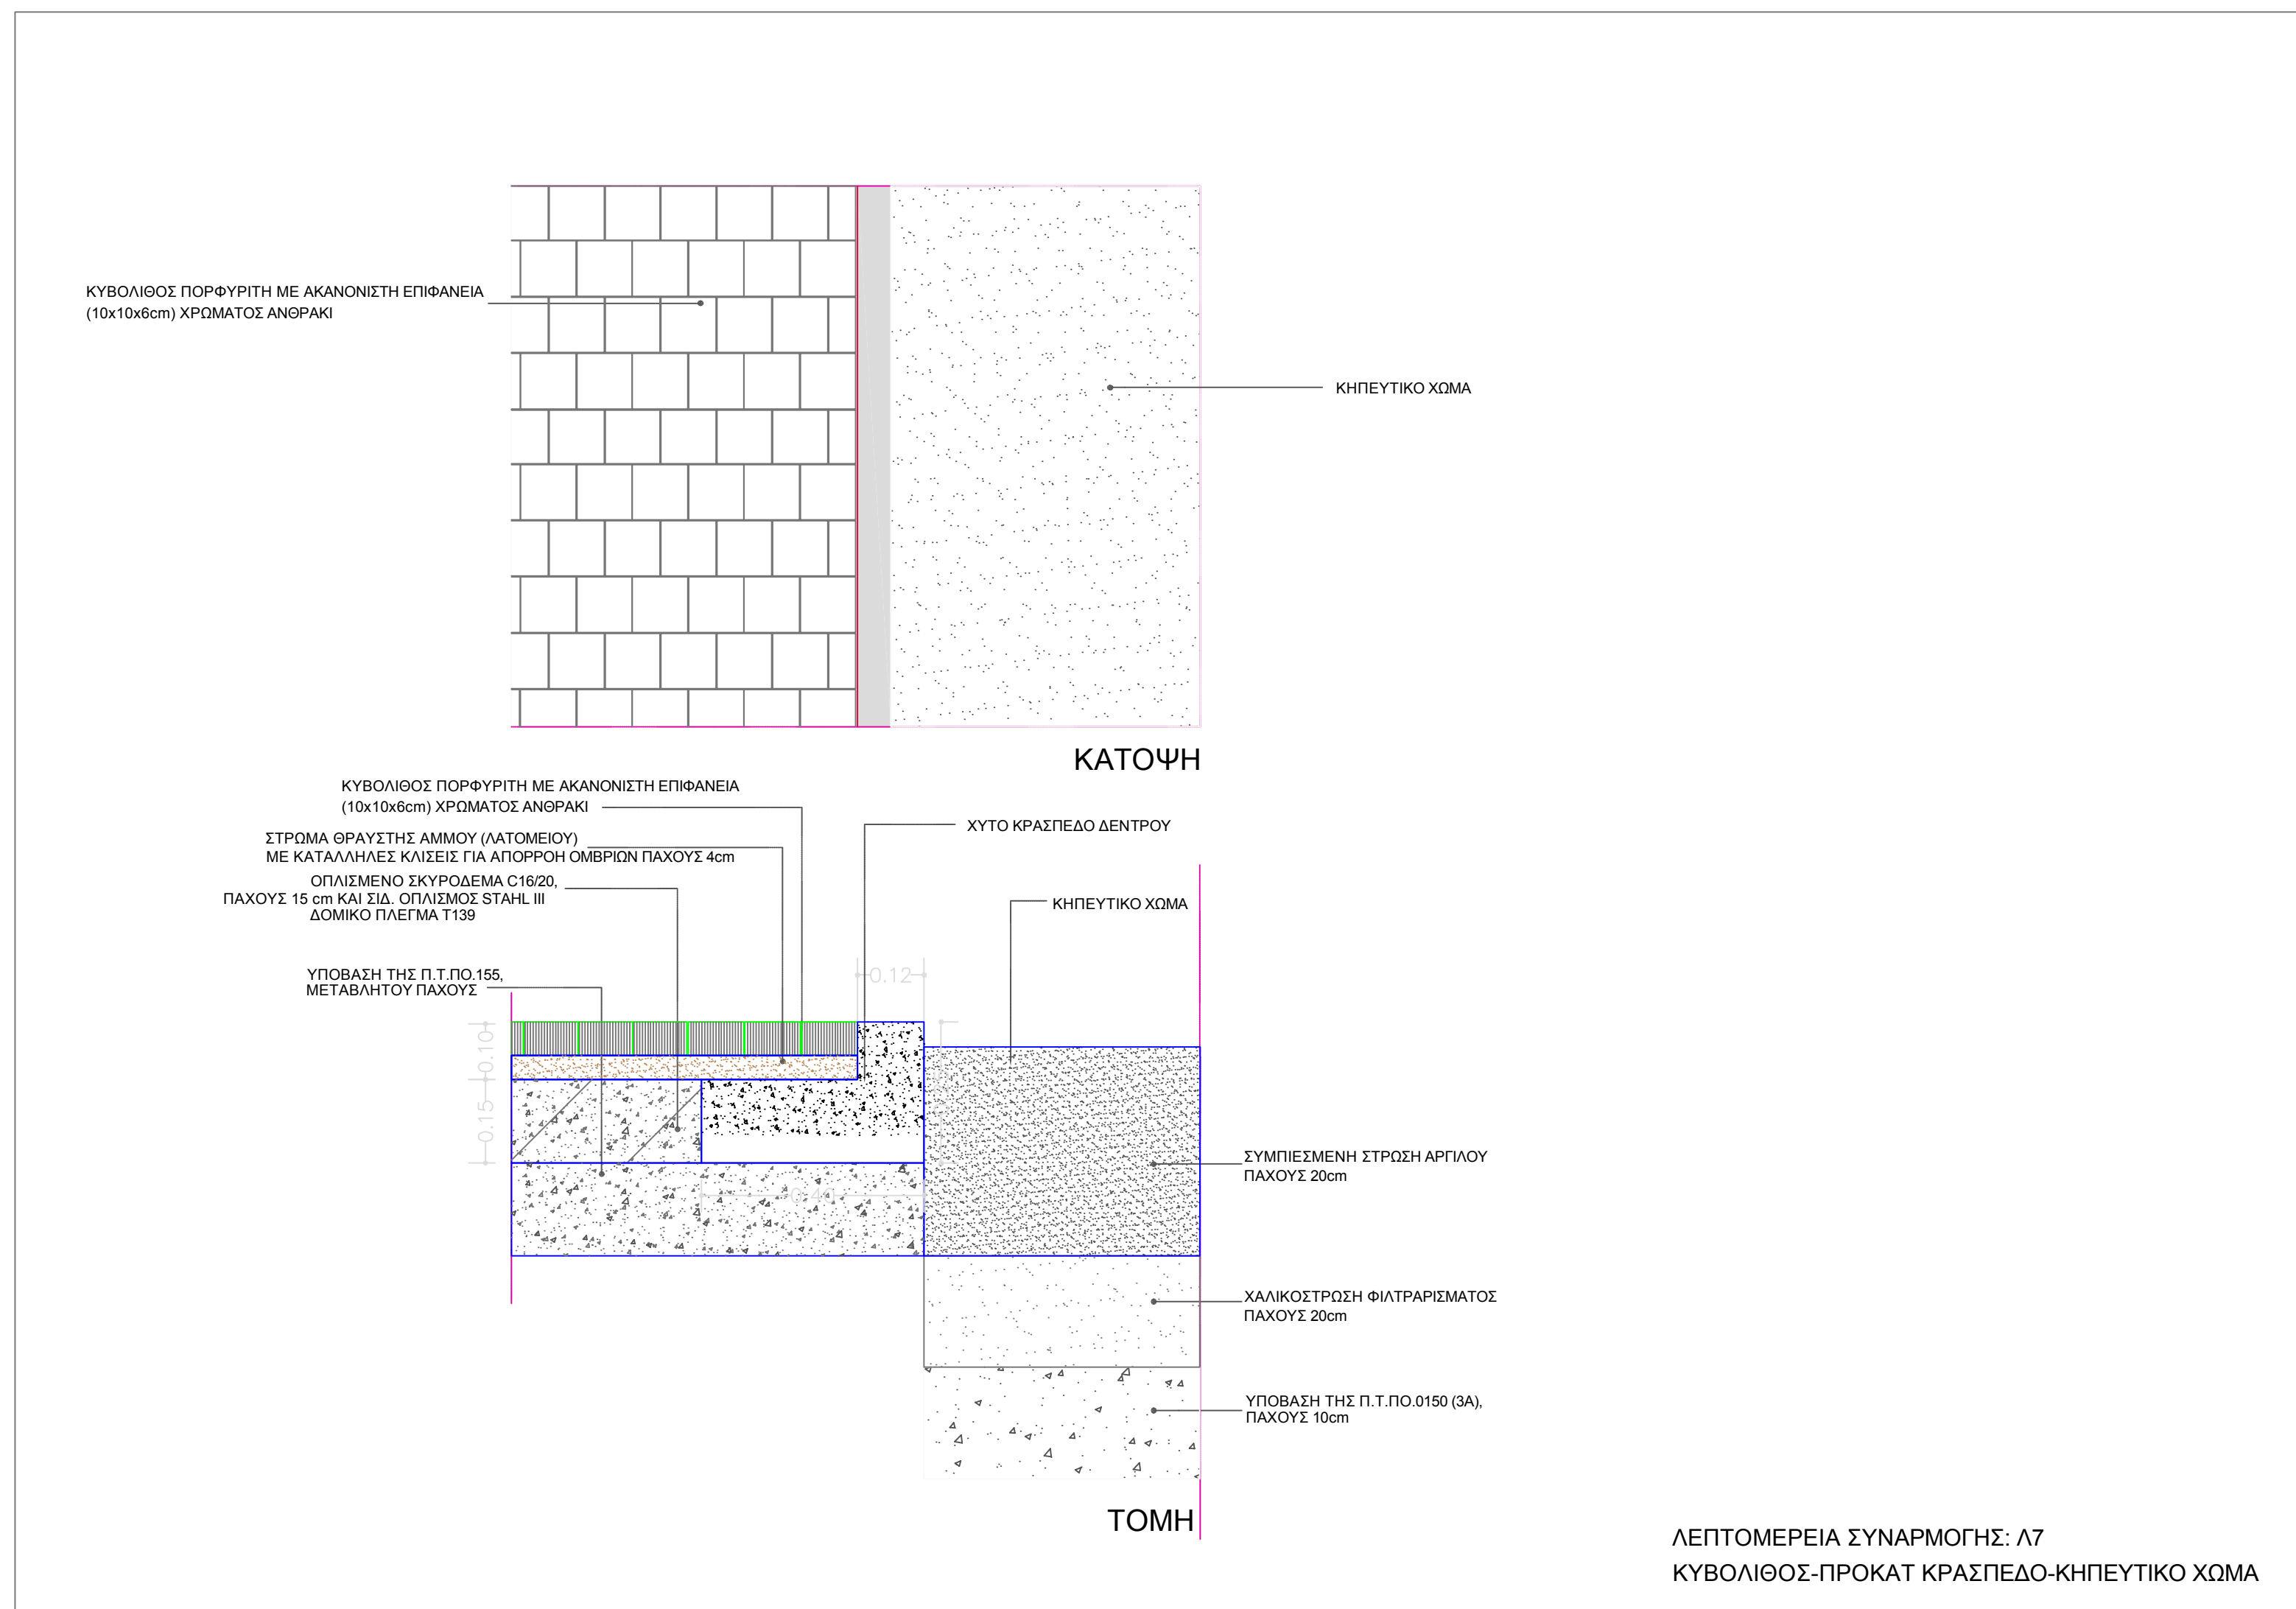 ΚΥΒΟΛΙΘΟΣ ΠΟΡΦΥΡΙΤΗ ΜΕ ΑΚΑΝΟΝΙΣΤΗ ΕΠΙΦΑΝΕΙΑ
(10x10x6cm) ΧΡΩΜΑΤΟΣ ΑΝΘΡΑΚΙ
ΚΗΠΕΥΤΙΚΟ ΧΩΜΑ
ΚΑΤΟΨΗ
ΚΥΒΟΛΙΘΟΣ ΠΟΡΦΥΡΙΤΗ ΜΕ ΑΚΑΝΟΝΙΣΤΗ ΕΠΙΦΑΝΕΙΑ
(10x10x6cm) ΧΡΩΜΑΤΟΣ ΑΝΘΡΑΚΙ
ΣΤΡΩΜΑ ΘΡΑΥΣΤΗΣ ΑΜΜΟΥ (ΛΑΤΟΜΕΙΟΥ)
ΜΕ ΚΑΤΑΛΛΗΛΕΣ ΚΛΙΣΕΙΣ ΓΙΑ ΑΠΟΡΡΟΗ ΟΜΒΡΙΩΝ ΠΑΧΟΥΣ 4cm
ΟΠΛΙΣΜΕΝΟ ΣΚΥΡΟΔΕΜΑ C16/20,
ΠΑΧΟΥΣ 15 cm ΚΑΙ ΣΙΔ. ΟΠΛΙΣΜΟΣ STAHL III
ΔΟΜΙΚΟ ΠΛΕΓΜΑ Τ139
ΥΠΟΒΑΣΗ ΤΗΣ Π.Τ.ΠΟ.155,
ΜΕΤΑΒΛΗΤΟΥ ΠΑΧΟΥΣ
ΧΥΤΟ ΚΡΑΣΠΕΔΟ ΔΕΝΤΡΟΥ
ΚΗΠΕΥΤΙΚΟ ΧΩΜΑ
0.12
0.10
0.15
0.40
ΣΥΜΠΙΕΣΜΕΝΗ ΣΤΡΩΣΗ ΑΡΓΙΛΟΥ
ΠΑΧΟΥΣ 20cm
ΧΑΛΙΚΟΣΤΡΩΣΗ ΦΙΛΤΡΑΡΙΣΜΑΤΟΣ
ΠΑΧΟΥΣ 20cm
ΥΠΟΒΑΣΗ ΤΗΣ Π.Τ.ΠΟ.0150 (3Α),
ΠΑΧΟΥΣ 10cm
ΤΟΜΗ
ΛΕΠΤΟΜΕΡΕΙΑ ΣΥΝΑΡΜΟΓΗΣ: Λ7
ΚΥΒΟΛΙΘΟΣ-ΠΡΟΚΑΤ ΚΡΑΣΠΕΔΟ-ΚΗΠΕΥΤΙΚΟ ΧΩΜΑ